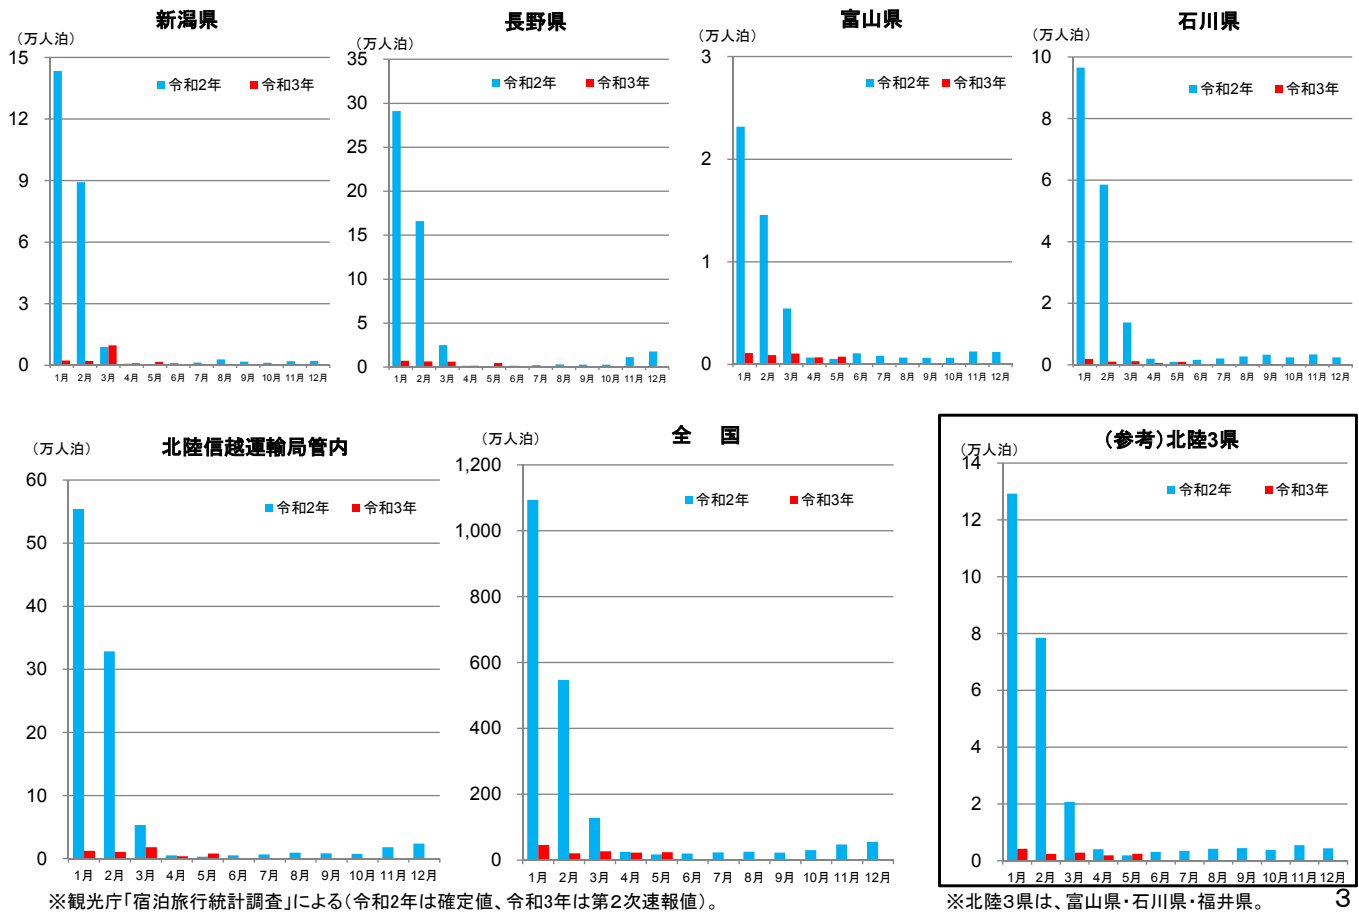 新潟県
(万人泊)
令和2年 令和3年
15
12
9
6
3
0
1月 2月 3月 4月 5月 6月 7月 8月 9月 10月 11月 12月
長野県
(万人泊)
令和2年 令和3年
35
30
25
20
15
10
5
0
1月 2月 3月 4月 5月 6月 7月 8月 9月 10月 11月 12月
富山県
(万人泊)
令和2年 令和3年
3
2
1
0
1月 2月 3月 4月 5月 6月 7月 8月 9月 10月 11月 12月
石川県
(万人泊)
令和2年 令和3年
10
8
6
4
2
0
1月 2月 3月 4月 5月 6月 7月 8月 9月 10月 11月 12月
北陸信越運輸局管内
(万人泊)
令和2年 令和3年
60
50
40
30
20
10
0
1月 2月 3月 4月 5月 6月 7月 8月 9月 10月 11月 12月
全 国
(万人泊)
令和2年 令和3年
1,200
1,000
800
600
400
200
0
1月 2月 3月 4月 5月 6月 7月 8月 9月 10月 11月 12月
(参考)北陸3県
(万人泊)
令和2年 令和3年
14
12
10
8
6
4
2
0
1月 2月 3月 4月 5月 6月 7月 8月 9月 10月 11月 12月
※観光庁「宿泊旅行統計調査」による(令和2年は確定値、令和3年は第2次速報値)。
※北陸3県は、富山県・石川県・福井県。
3